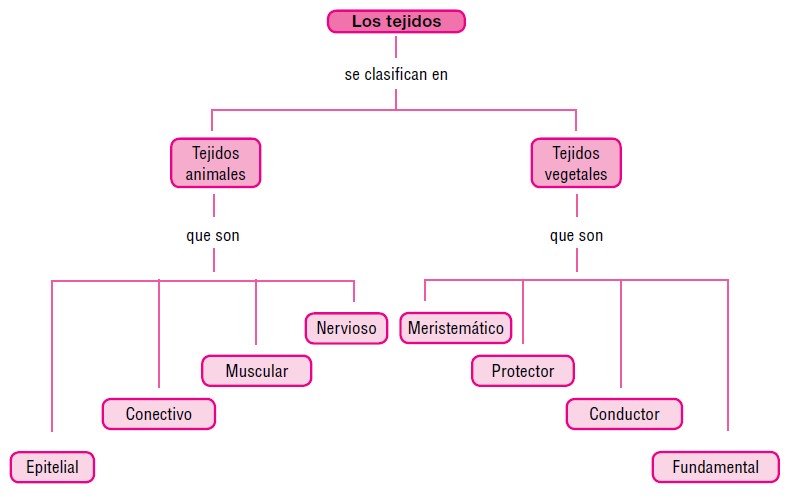 Los tejidos
se clasifican en
Tejidos
animales
Tejidos
vegetales
que son
que son
Nervioso
Meristemático
Muscular
Protector
Conectivo
Conductor
Epitelial
Fundamental